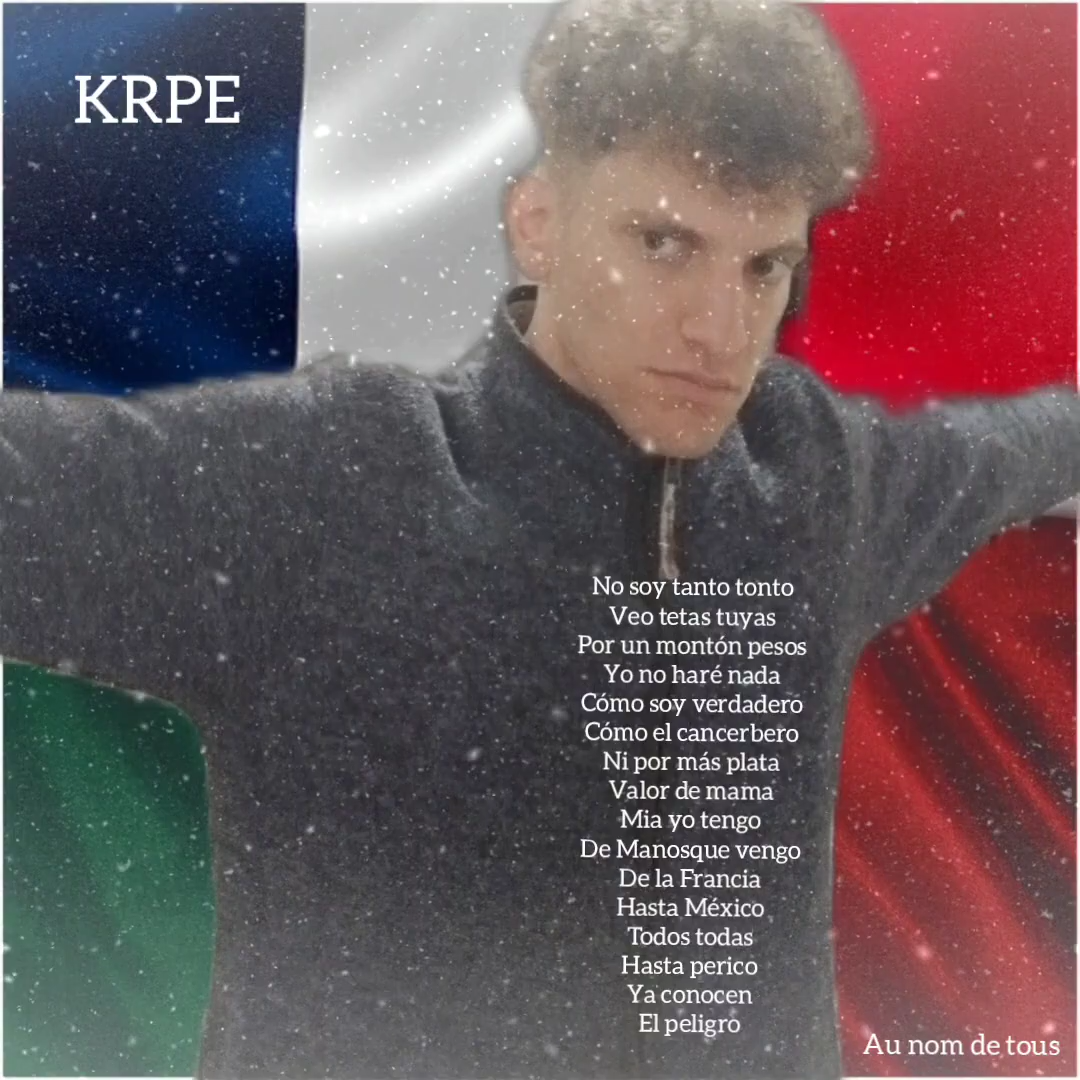 KRPE
No soy tanto tonto
Veo tetas tuyas
Por un montón pesos
Yo no haré nada
Cómo soy verdadero
Cómo el cancerbero
Ni por más plata
Valor de mama
Mia yo tengo
De Manosque vengo
De la Francia
Hasta México
Todos todas
Hasta perico
Ya conocen
El peligro
Au nom de tous